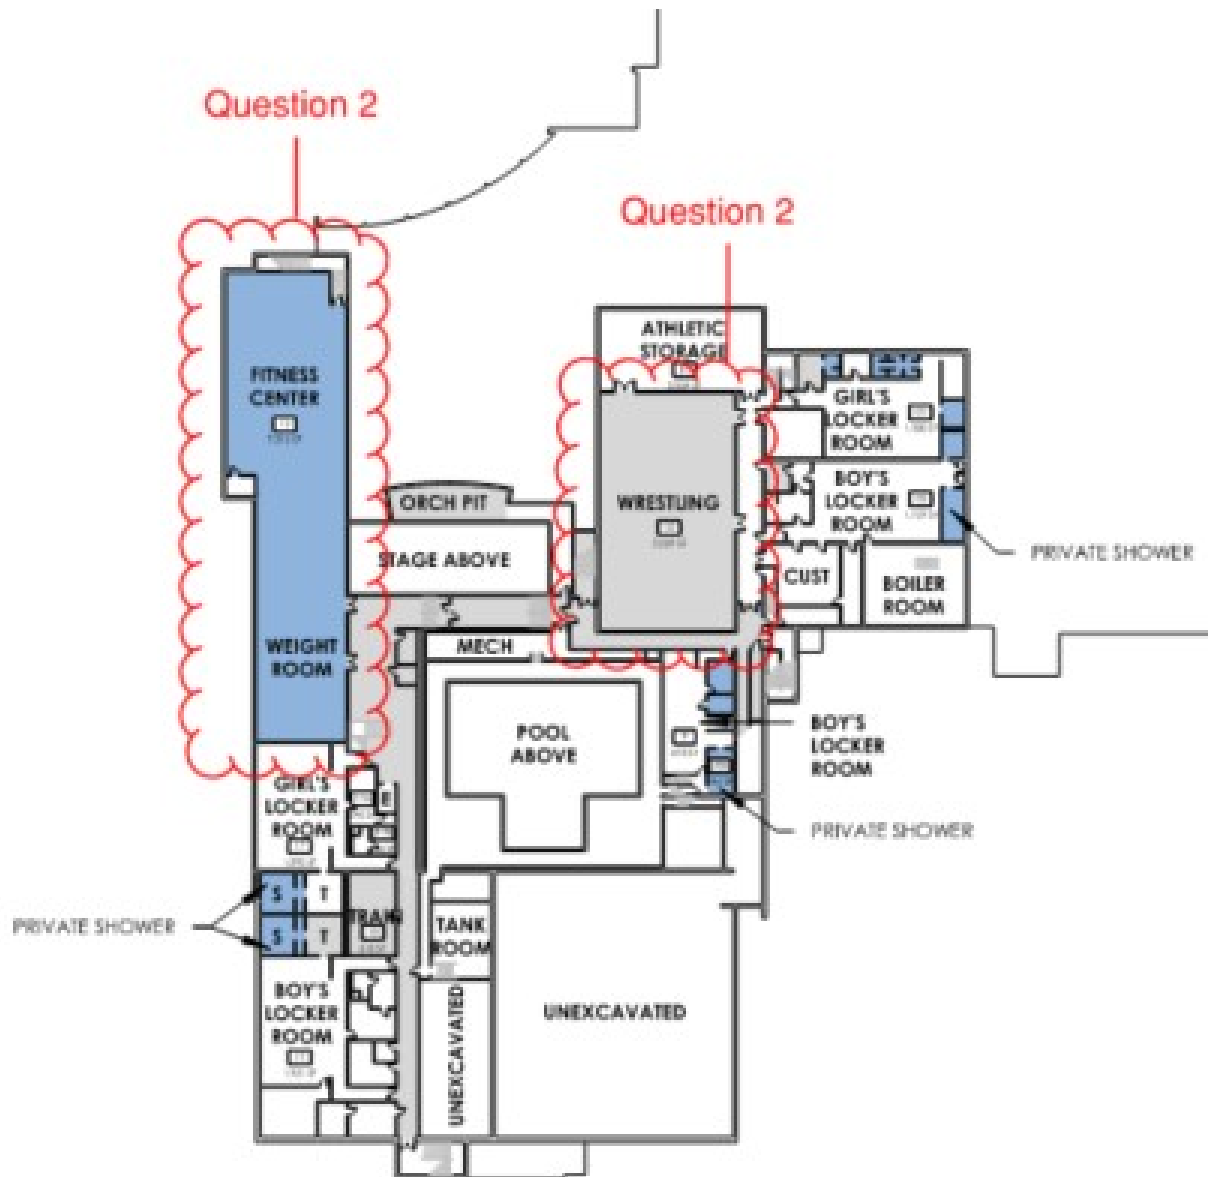 Question 2
Question 2
ATHLETIC
STORAGE
FITNESS
CENTER
GIRL'S
LOCKER
ROOM
BOY'S
LOCKER
ROOM
ORCH PIT
WRESTLING
PRIVATE SHOWER
STAGE ABOVE
CUST
BOILER
ROOM
WEIGHT
ROOM
MECH
POOL
ABOVE
BOY'S
LOCKER
ROOM
GIRL'S
LOCKER
ROOM
E
PRIVATE SHOWER
S
T
PRIVATE SHOWER
TRAIN
TANK
ROOM
S
T
BOY'S
LOCKER
ROOM
UNEXCAVATED
UNEXCAVATED